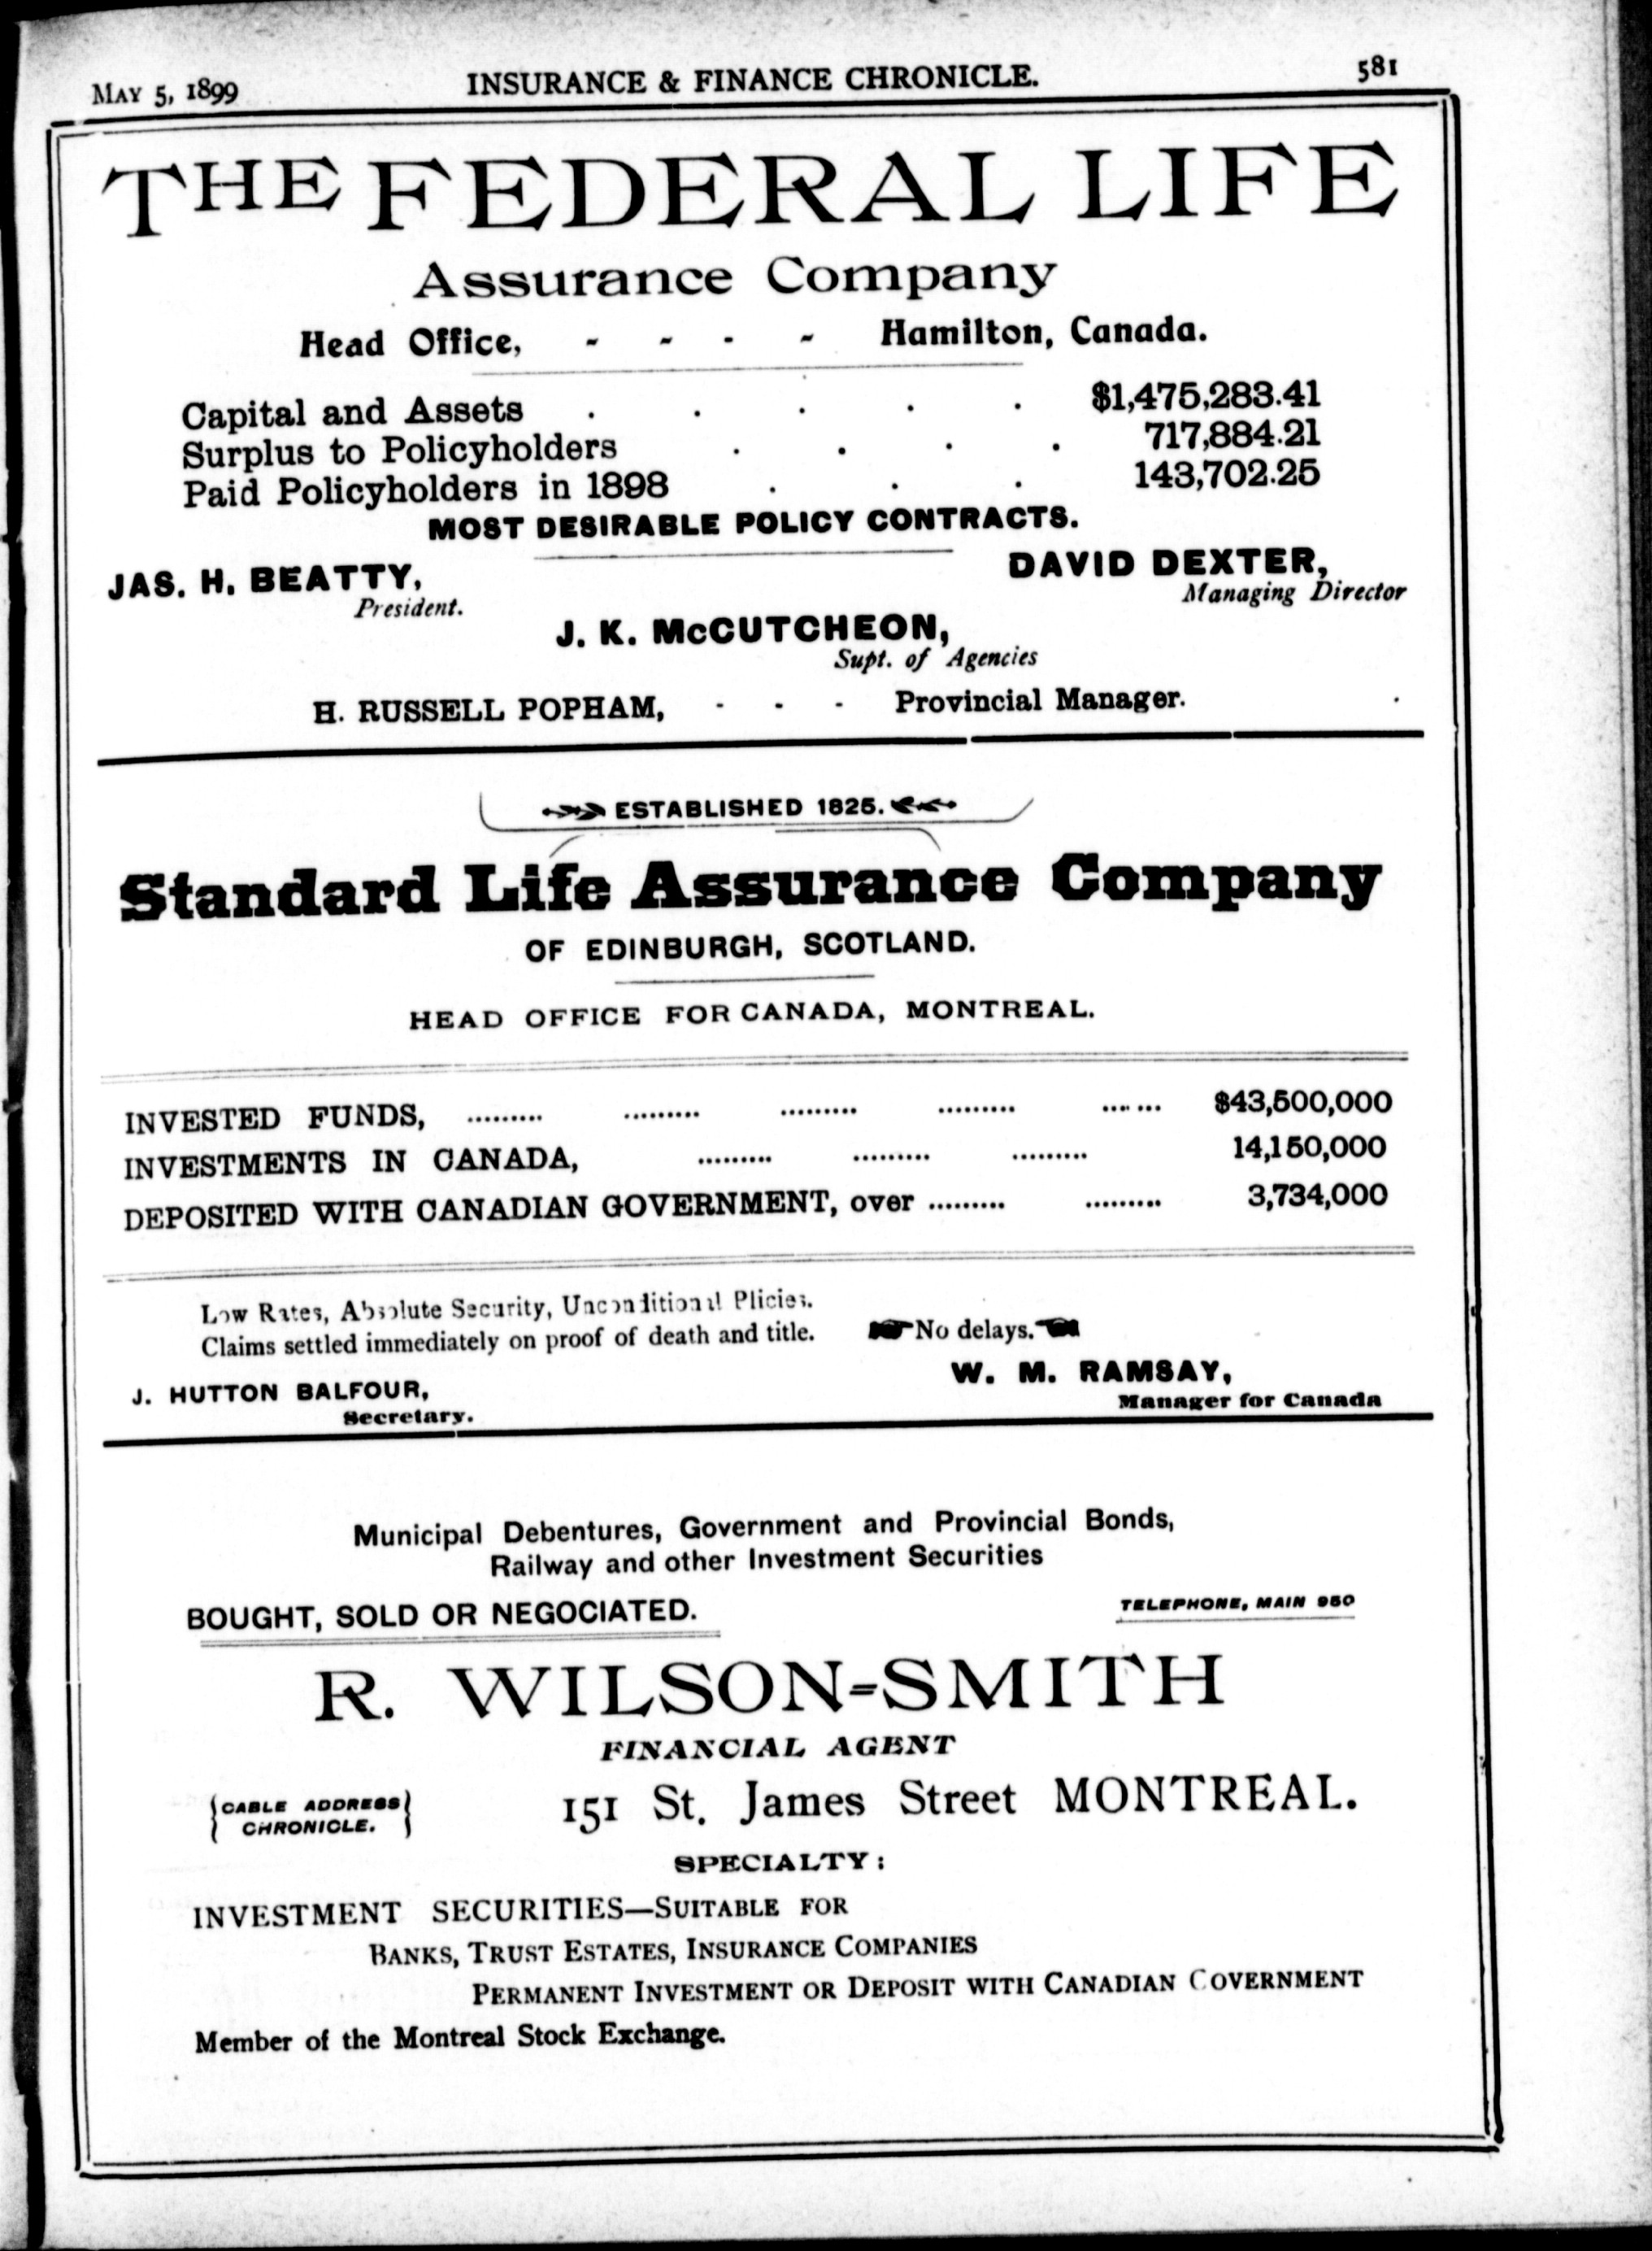 MAY 5, 1899 INSURANCE & FINANCE CHRONICLE. 581
THE FEDERAL LIFE
Assurance Company
Head Office, - - - - Hamilton, Canada.
Capital and Assets . . . . . $1,475,283.41
Surplus to Policyholders . . . . 717,884.21
Paid Policyholders in 1898 . . . 143,702.25
MOST DESIRABLE POLICY CONTRACTS.
JAS. H. BEATTY, DAVID DEXTER,
President. Managing Director
J. K. McCUTCHEON,
Supt. of Agencies
H. RUSSELL POPHAM, - - - Provincial Manager.
ESTABLISHED 1825.
Standard Life Assurance Company
OF EDINBURGH, SCOTLAND.
HEAD OFFICE FOR CANADA, MONTREAL.
INVESTED FUNDS, ......... ......... ......... ......... ....... $43,500,000
INVESTMENTS IN CANADA, ......... ......... ......... 14,150,000
DEPOSITED WITH CANADIAN GOVERNMENT, over ......... ......... 3,734,000
Low Rates, Absolute Security, Unconditional Plicies.
Claims settled immediately on proof of death and title. No delays.
J. HUTTON BALFOUR, W. M. RAMSAY,
Secretary. Manager for Canada
Municipal Debentures, Government and Provincial Bonds,
Railway and other Investment Securities
BOUGHT, SOLD OR NEGOCIATED. TELEPHONE, MAIN 950
R. WILSON-SMITH
FINANCIAL AGENT
CABLE ADDRESS
CHRONICLE.
151 St. James Street MONTREAL.
SPECIALTY:
INVESTMENT SECURITIES—SUITABLE FOR
BANKS, TRUST ESTATES, INSURANCE COMPANIES
PERMANENT INVESTMENT OR DEPOSIT WITH CANADIAN GOVERNMENT
Member of the Montreal Stock Exchange.